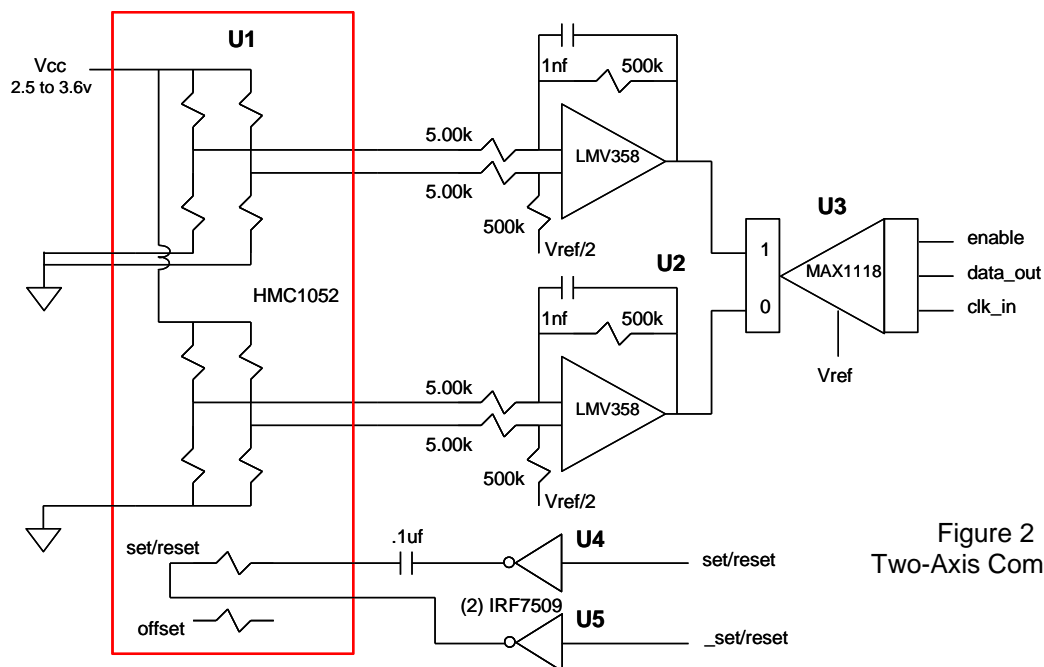 U1
Vcc
2.5 to 3.6v
1nf
500k
5.00k
LMV358
5.00k
500k
Vref/2
U3
1
0
MAX1118
enable
data_out
clk_in
Vref
HMC1052
U2
1nf
500k
5.00k
LMV358
5.00k
500k
Vref/2
set/reset
.1uf
U4
set/reset
(2) IRF7509
U5
offset
_set/reset
Figure 2
Two-Axis Com